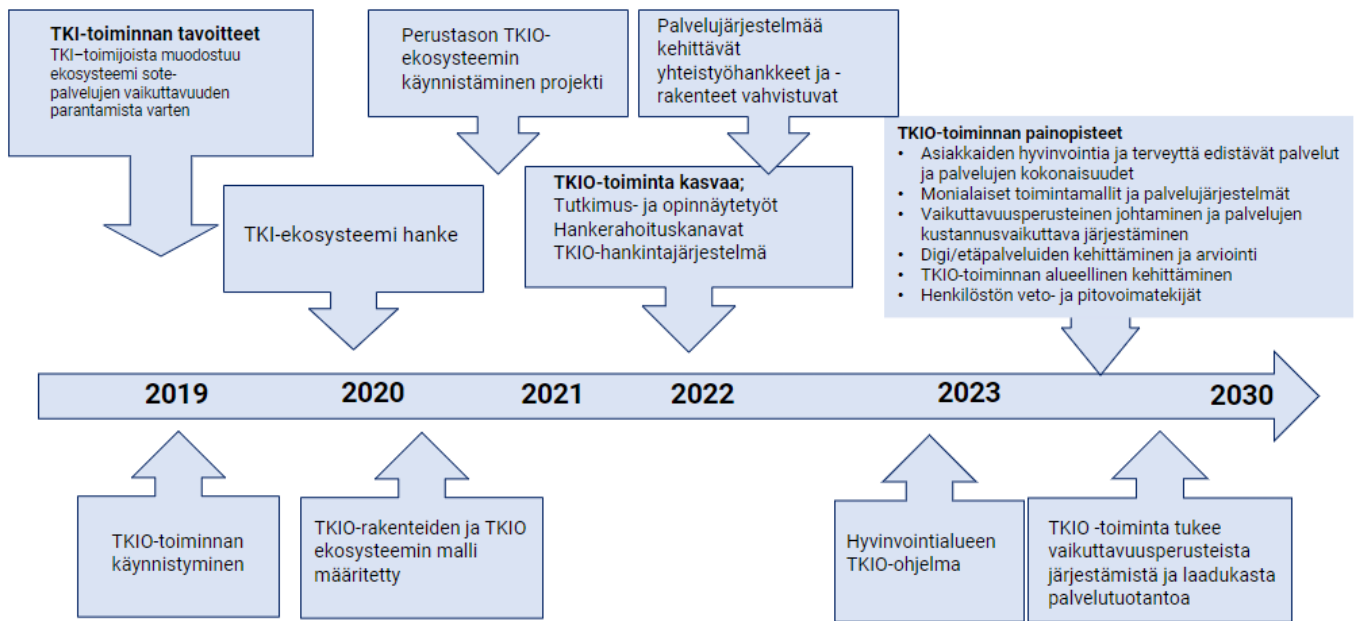 TKI-toiminnan tavoitteet
TKI–toimijoista muodostuu
ekosysteemi sote-
palvelujen vaikuttavuuden
parantamista varten
Perustason TKIO-
ekosysteemin
käynnistäminen projekti
Palvelujärjestelmää
kehittävät
yhteistyöhankkeet ja -
rakenteet vahvistuvat
TKI-ekosysteemi hanke
TKIO-toiminta kasvaa;
Tutkimus- ja opinnäytetyöt
Hankerahoituskanavat
TKIO-hankintajärjestelmä
TKIO-toiminnan painopisteet
• Asiakkaiden hyvinvointia ja terveyttä edistävät palvelut
ja palvelujen kokonaisuudet
• Monialaiset toimintamallit ja palvelujärjestelmät
• Vaikuttavuusperusteinen johtaminen ja palvelujen
kustannusvaikuttava järjestäminen
• Digi/etäpalveluiden kehittäminen ja arviointi
• TKIO-toiminnan alueellinen kehittäminen
• Henkilöstön veto- ja pitovoimatekijät
2019 2020 2021 2022 2023 2030
TKIO-toiminnan
käynnistyminen
TKIO-rakenteiden ja TKIO
ekosysteemin malli
määritetty
Hyvinvointialueen
TKIO-ohjelma
TKIO -toiminta tukee
vaikuttavuusperusteista
järjestämistä ja laadukasta
palvelutuotantoa